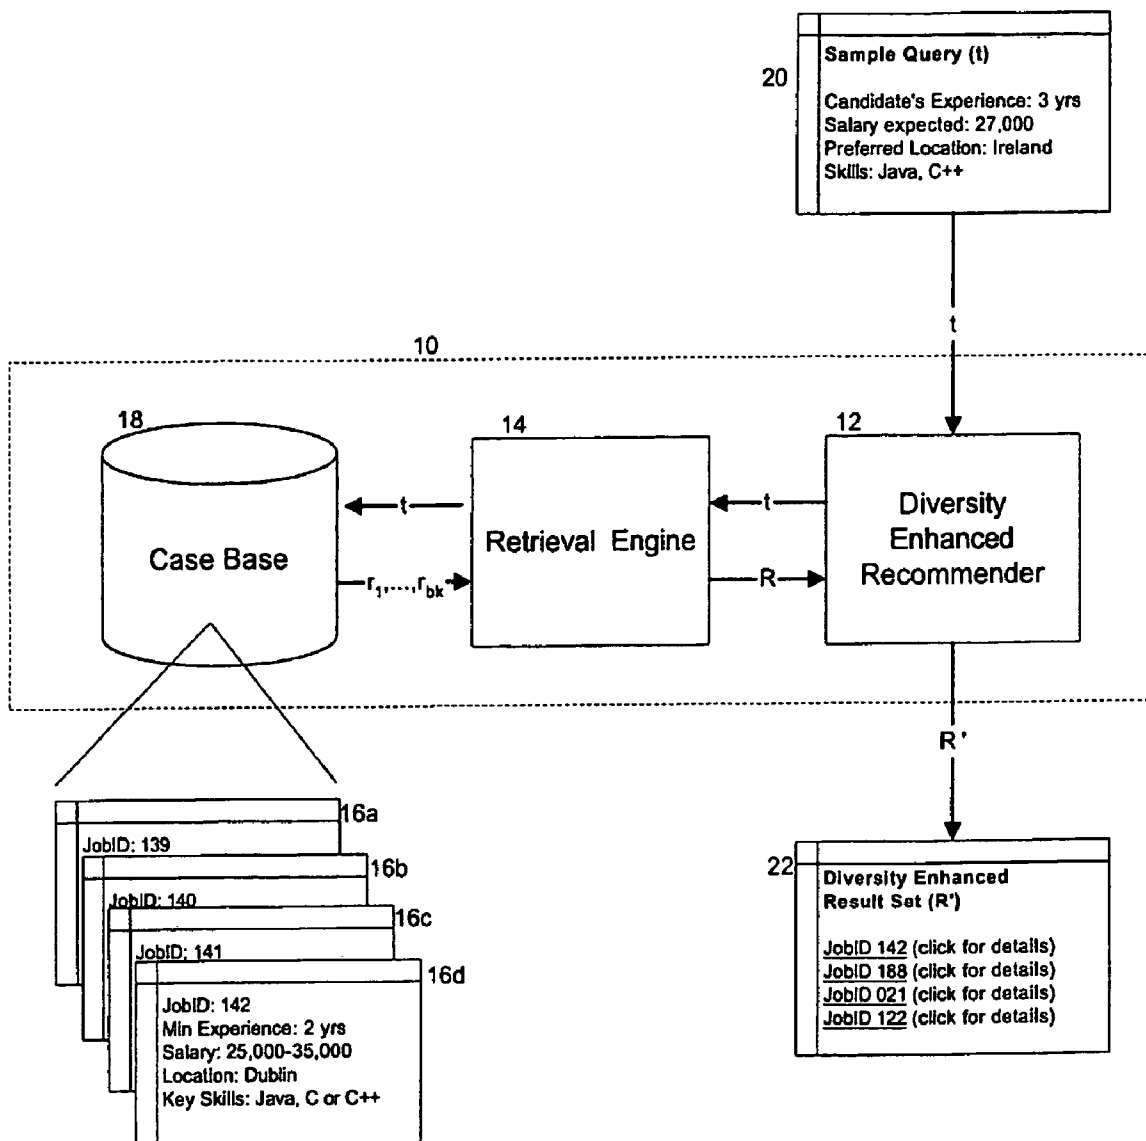 Sample Query (t)
20
Candidate's Experience: 3 yrs
Salary expected: 27,000
Preferred Location: Ireland
Skills: Java, C++
t
10
18
14
12
Case Base
t
r1,...,rbk
Retrieval Engine
t
R
Diversity
Enhanced
Recommender
R'
16a
JobID: 139
16b
JobID: 140
16c
JobID: 141
16d
JobID: 142
Min Experience: 2 yrs
Salary: 25,000-35,000
Location: Dublin
Key Skills: Java, C or C++
22
Diversity Enhanced
Result Set (R')
JobID 142 (click for details)
JobID 188 (click for details)
JobID 021 (click for details)
JobID 122 (click for details)